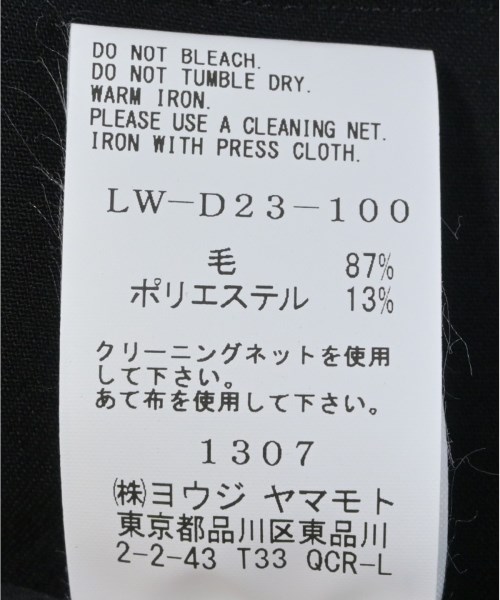 DO NOT BLEACH.
DO NOT TUMBLE DRY.
WARM IRON.
PLEASE USE A CLEANING NET.
IRON WITH PRESS CLOTH.
LW-D23-100
毛 87%
ポリエステル 13%
クリーニングネットを使用
して下さい。
あて布を使用して下さい。
1307
㈱ヨウジ ヤマモト
東京都品川区東品川
2-2-43 T33 QCR-L